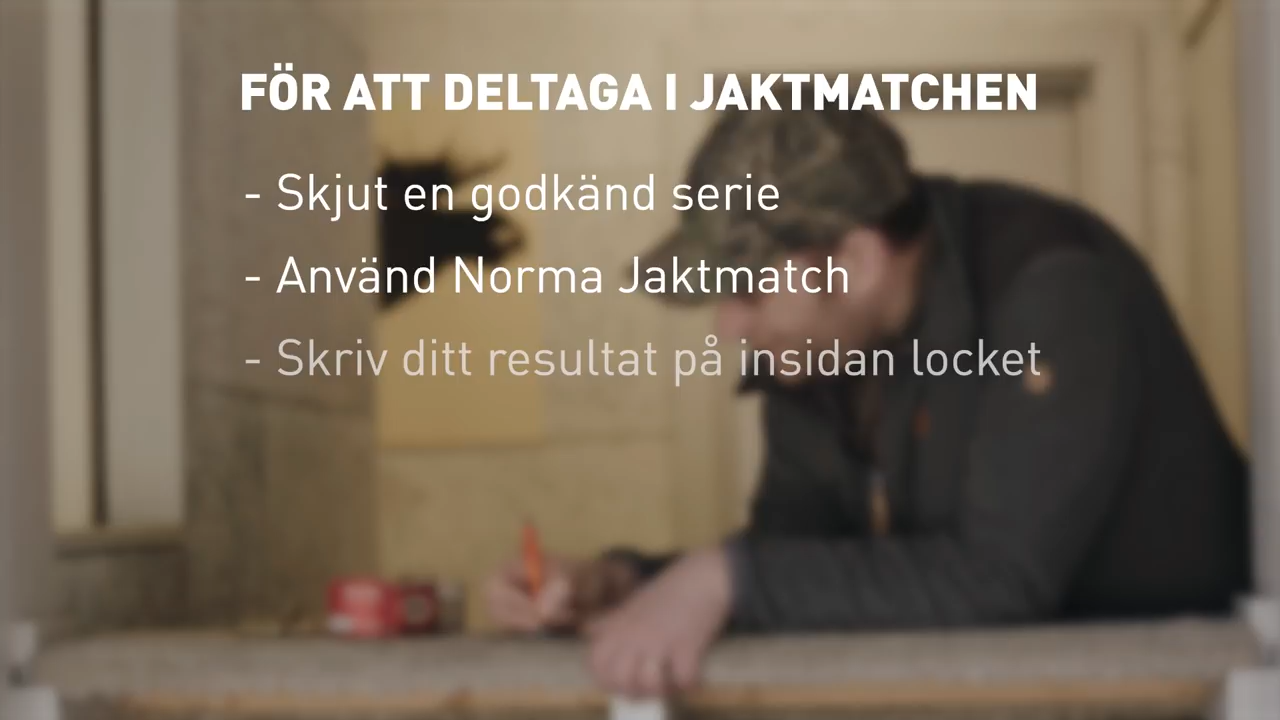 FÖR ATT DELTAGA I JAKTMATCHEN
- Skjut en godkänd serie
- Använd Norma Jaktmatch
- Skriv ditt resultat på insidan locket